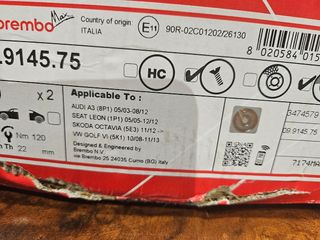 brembo Max
Country of origin
ITALIA
E11 90R-02C01202/26130
8 020584 015
.9145.75
HC
x 2
Applicable To :
AUDI A3 (8P1) 05/03-08/12
SEAT LEON (1P1) 05/05-12/12
SKODA OCTAVIA (5E3) 11/12->
VW GOLF VI (5K1) 10/08-11/13
Nm 120
Th 22 mm
Designed & Engineered by
Brembo N.V.
via Brembo 25 24035 Curno (BG) Italy
3474579
09.9145.75
7174MA